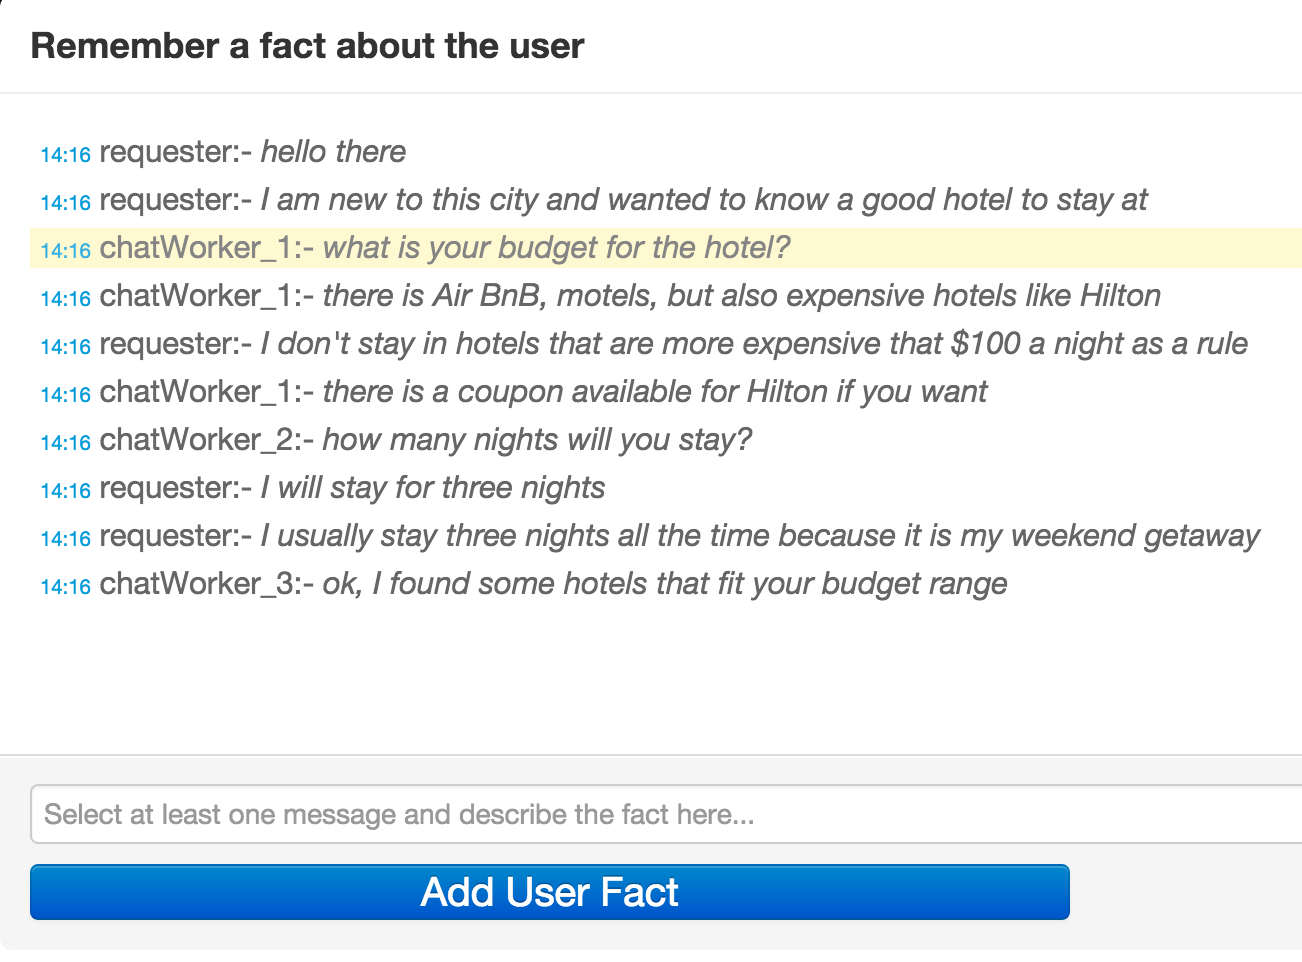 Remember a fact about the user
14:16 requester:- hello there
14:16 requester:- I am new to this city and wanted to know a good hotel to stay at
14:16 chatWorker_1:- what is your budget for the hotel?
14:16 chatWorker_1:- there is Air BnB, motels, but also expensive hotels like Hilton
14:16 requester:- I don't stay in hotels that are more expensive that $100 a night as a rule
14:16 chatWorker_1:- there is a coupon available for Hilton if you want
14:16 chatWorker_2:- how many nights will you stay?
14:16 requester:- I will stay for three nights
14:16 requester:- I usually stay three nights all the time because it is my weekend getaway
14:16 chatWorker_3:- ok, I found some hotels that fit your budget range
Select at least one message and describe the fact here...
Add User Fact